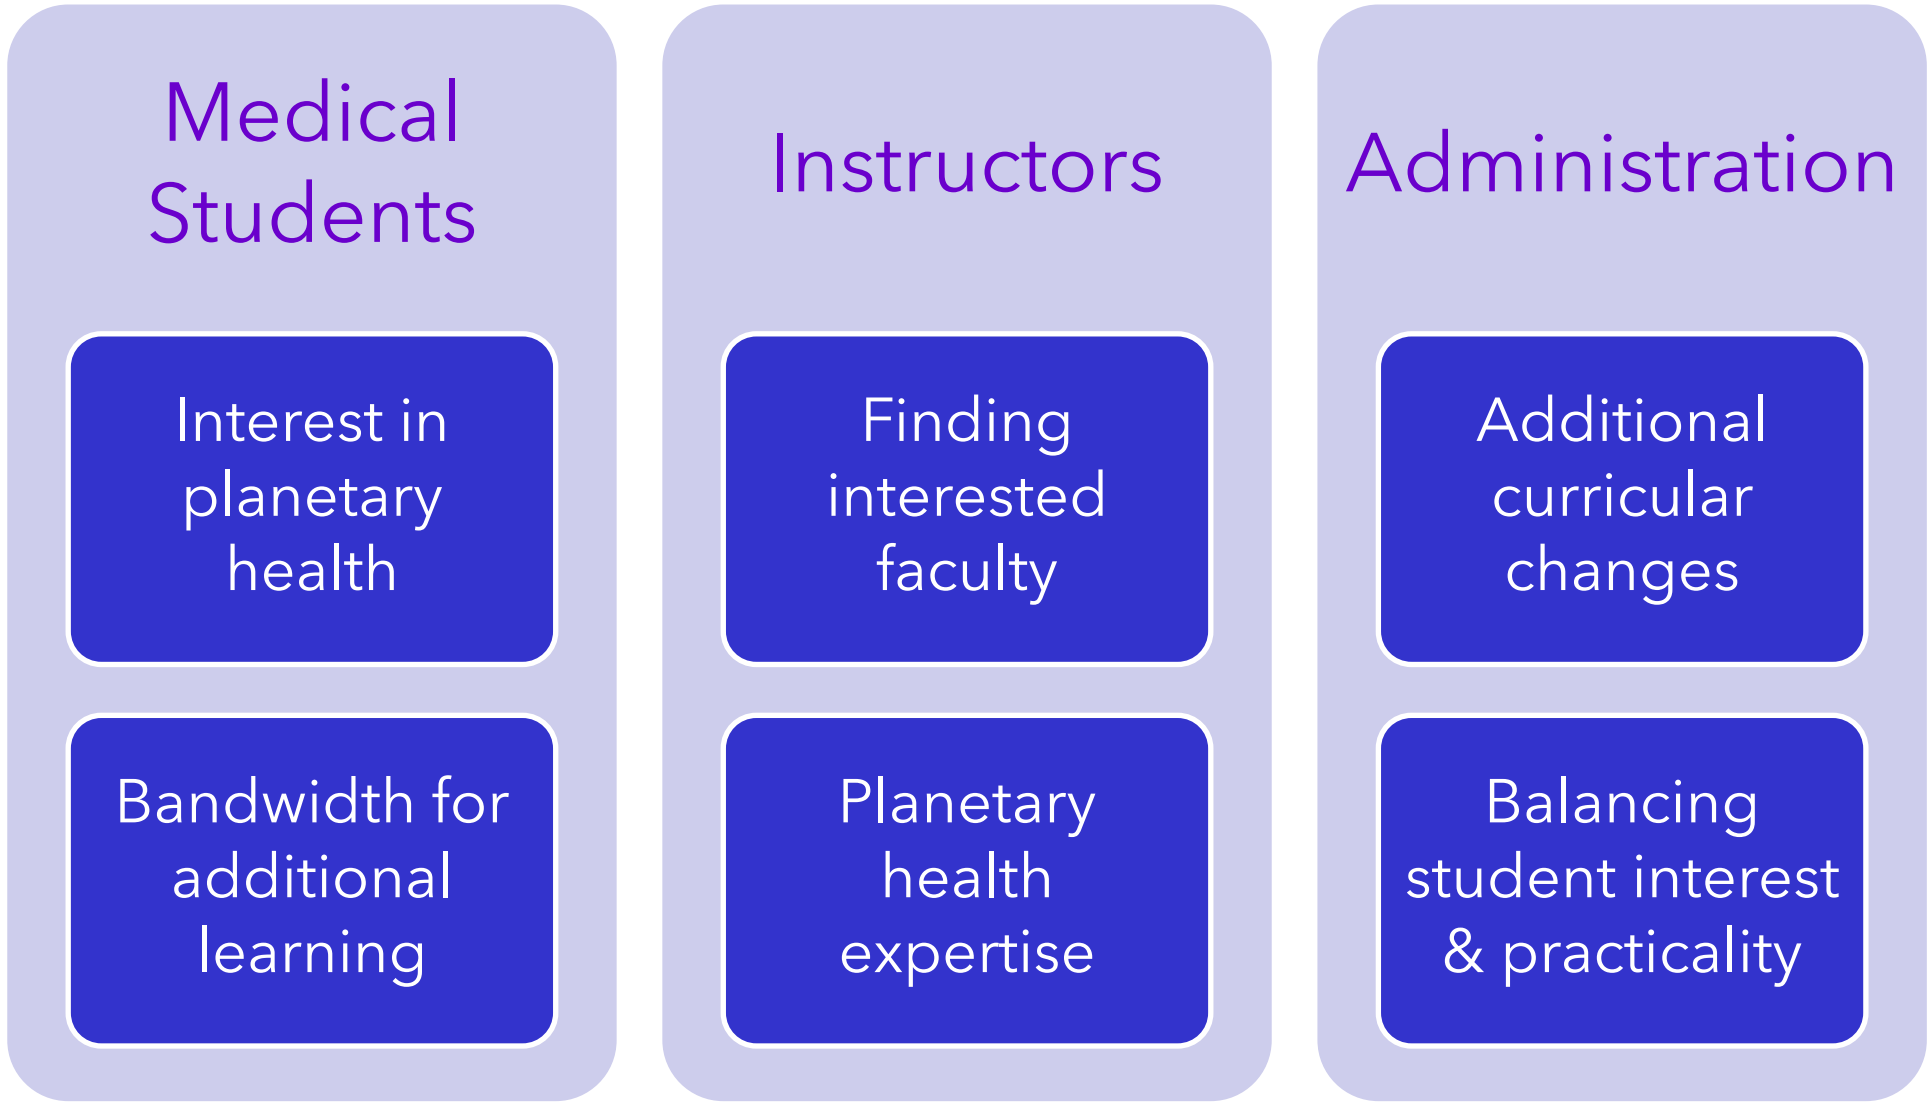 Medical
Students
Interest in
planetary
health
Bandwidth for
additional
learning
Instructors
Finding
interested
faculty
Planetary
health
expertise
Administration
Additional
curricular
changes
Balancing
student interest
& practicality